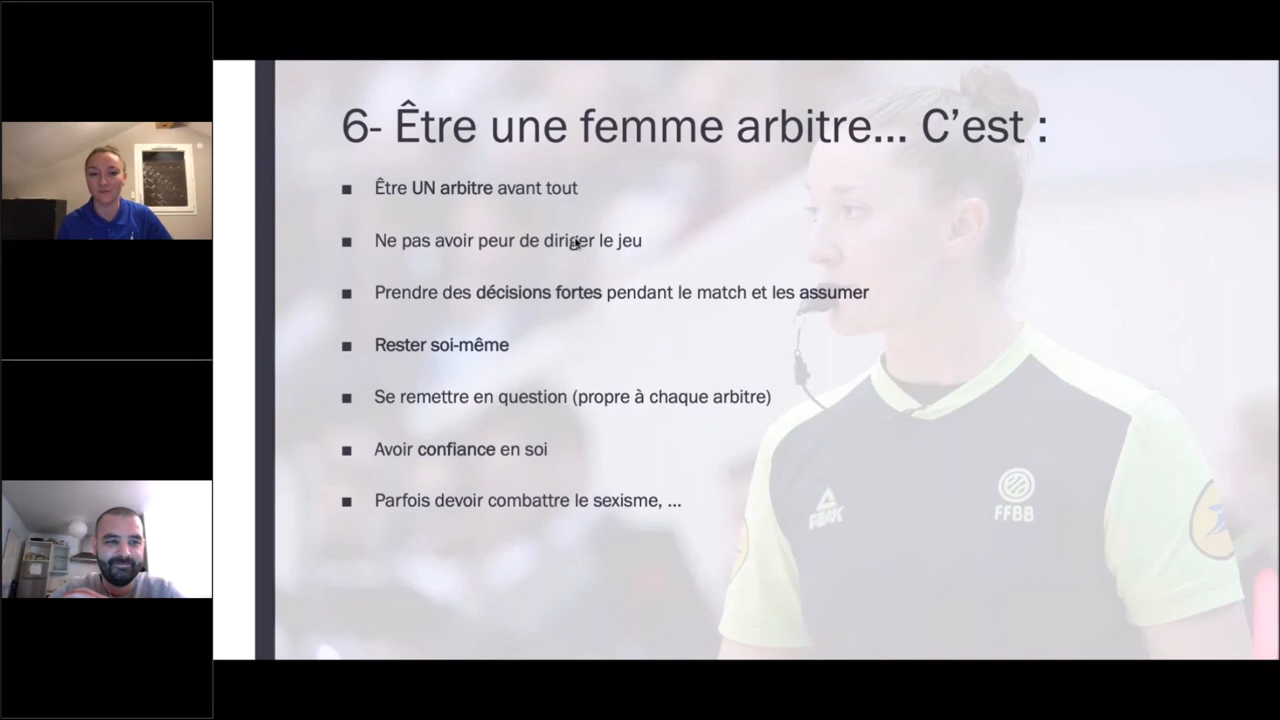 6- Être une femme arbitre... C'est :
■ Être UN arbitre avant tout
■ Ne pas avoir peur de diriger le jeu
■ Prendre des décisions fortes pendant le match et les assumer
■ Rester soi-même
■ Se remettre en question (propre à chaque arbitre)
■ Avoir confiance en soi
■ Parfois devoir combattre le sexisme, ...
PEAK
FFBB